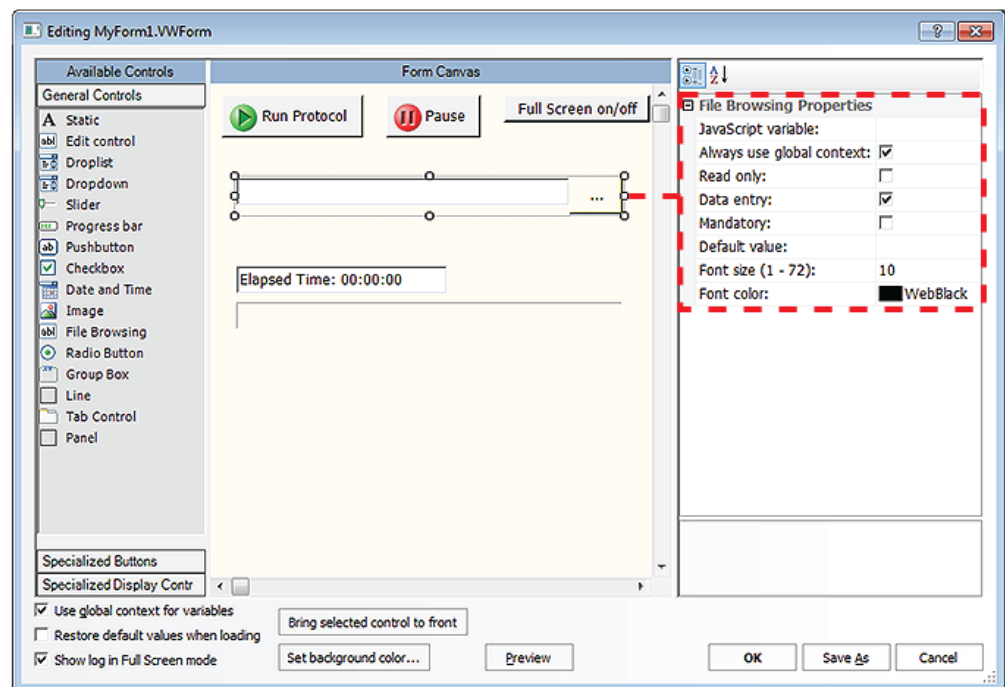 Editing MyForm1.VWForm
Available Controls
General Controls
A Static
abl Edit control
Droplist
Dropdown
Slider
Progress bar
ab Pushbutton
Checkbox
Date and Time
Image
abl File Browsing
Radio Button
XY Group Box
Line
Tab Control
Panel
Specialized Buttons
Specialized Display Contr
Form Canvas
Run Protocol
Pause
Full Screen on/off
...
Elapsed Time: 00:00:00
A Z
File Browsing Properties
JavaScript variable:
Always use global context:
Read only:
Data entry:
Mandatory:
Default value:
Font size (1 - 72): 10
Font color: WebBlack
Use global context for variables
Restore default values when loading
Show log in Full Screen mode
Bring selected control to front
Set background color...
Preview
OK
Save As
Cancel